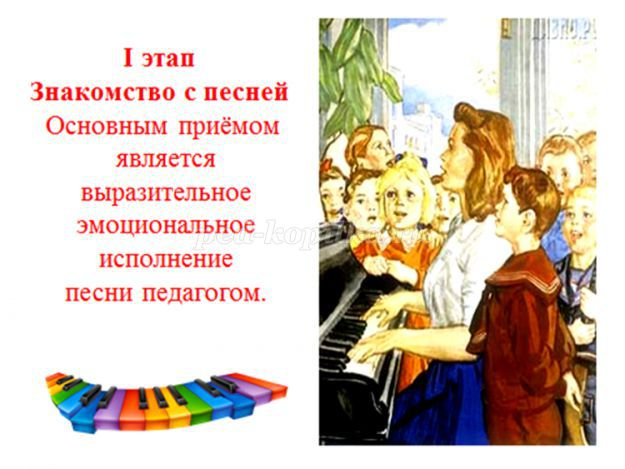 I этап
Знакомство с песней
Основным приёмом
является
выразительное
эмоциональное
исполнение
песни педагогом.